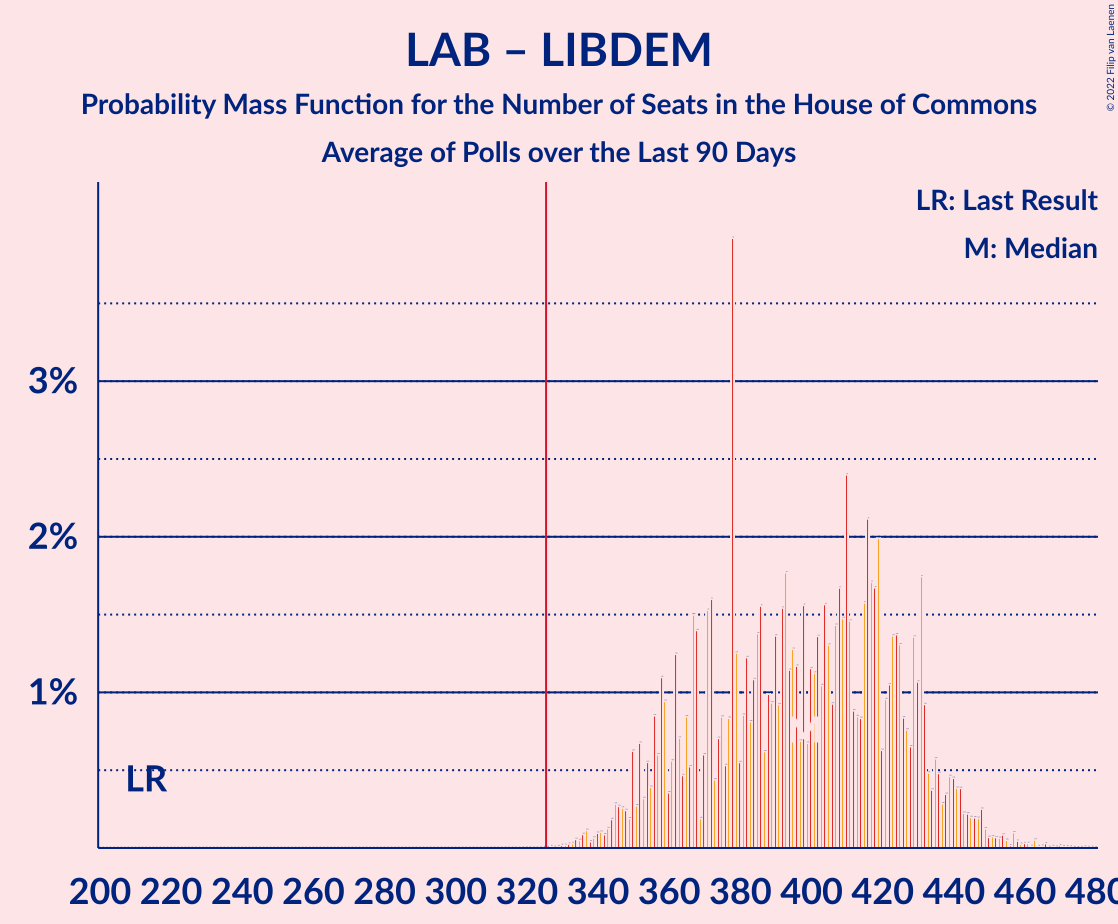 LAB – LIBDEM
Probability Mass Function for the Number of Seats in the House of Commons
Average of Polls over the Last 90 Days
© 2022 Filip van Laenen
LR: Last Result
M: Median
3%
2%
1%
LR
200 220 240 260 280 300 320 340 360 380 400 420 440 460 480